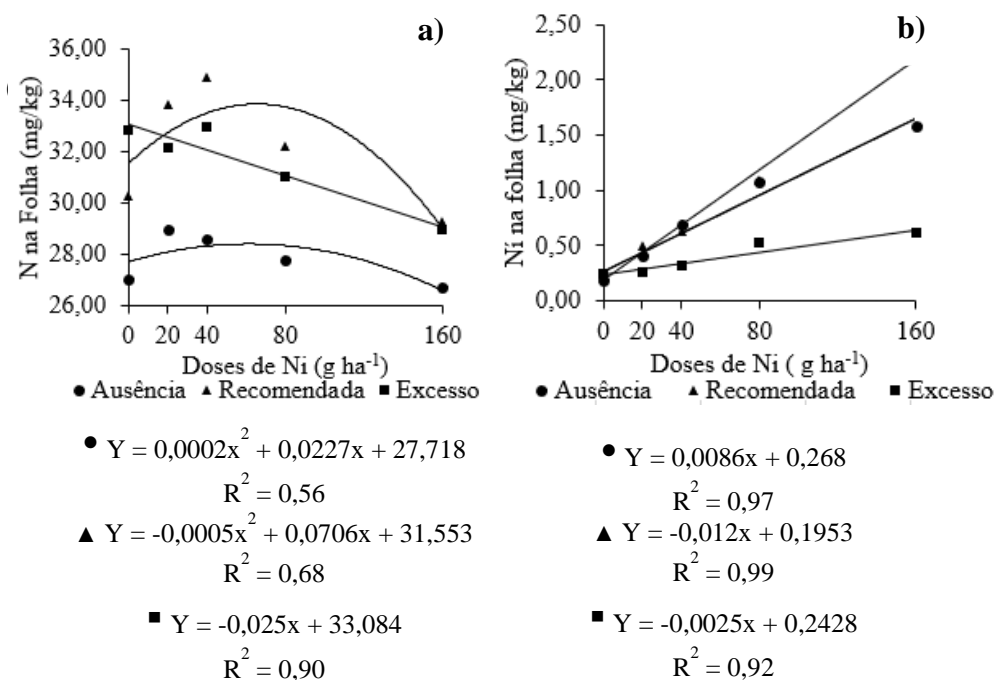 a)
N na Folha (mg/kg)
36,00
34,00
32,00
30,00
28,00
26,00
0 20 40 80 160
Doses de Ni (g ha⁻¹)
● Ausência ▲ Recomendada ■ Excesso
● Y = 0,0002x² + 0,0227x + 27,718
R² = 0,56
▲ Y = -0,0005x² + 0,0706x + 31,553
R² = 0,68
■ Y = -0,025x + 33,084
R² = 0,90
b)
Ni na folha (mg/kg)
2,50
2,00
1,50
1,00
0,50
0,00
0 20 40 80 160
Doses de Ni ( g ha⁻¹)
● Ausência ▲ Recomendada ■ Excesso
● Y = 0,0086x + 0,268
R² = 0,97
▲ Y = -0,012x + 0,1953
R² = 0,99
■ Y = -0,0025x + 0,2428
R² = 0,92